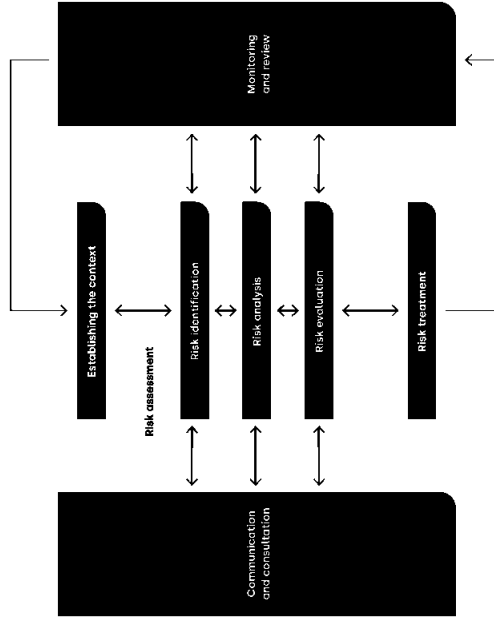 Establishing the context
Risk assessment
Risk identification
Risk analysis
Risk evaluation
Risk treatment
Communication
and consultation
Monitoring
and review